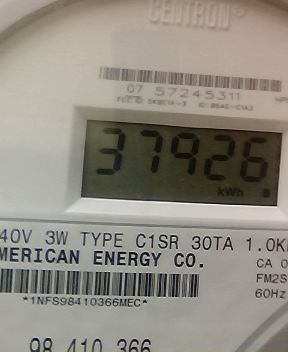 CENTRON®
07 57245311
37926
kWh
40V 3W TYPE C1SR 30TA 1.0K
MERICAN ENERGY CO.
CA 0
FM2S
*1NFS98410366MEC*
60Hz
98 410 366